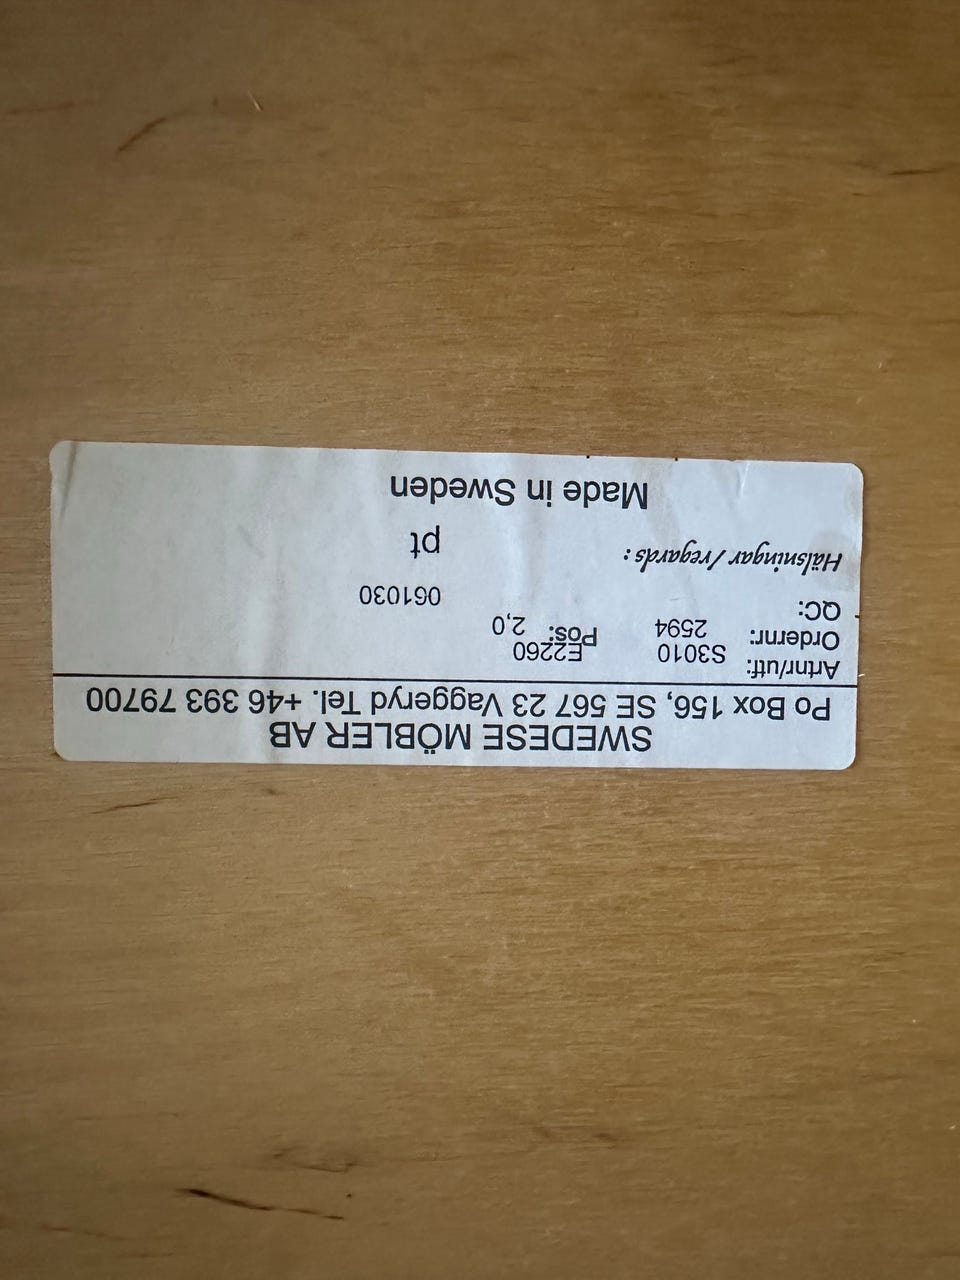 SWEDESE MÖBLER AB
Po Box 156, SE 567 23 Vaggeryd Tel. +46 393 79700
Artnr/utf: S3010 E2260
Ordernr: 2594 Pos: 2,0
QC: 061030
Hälsningar / regards : pt
Made in Sweden